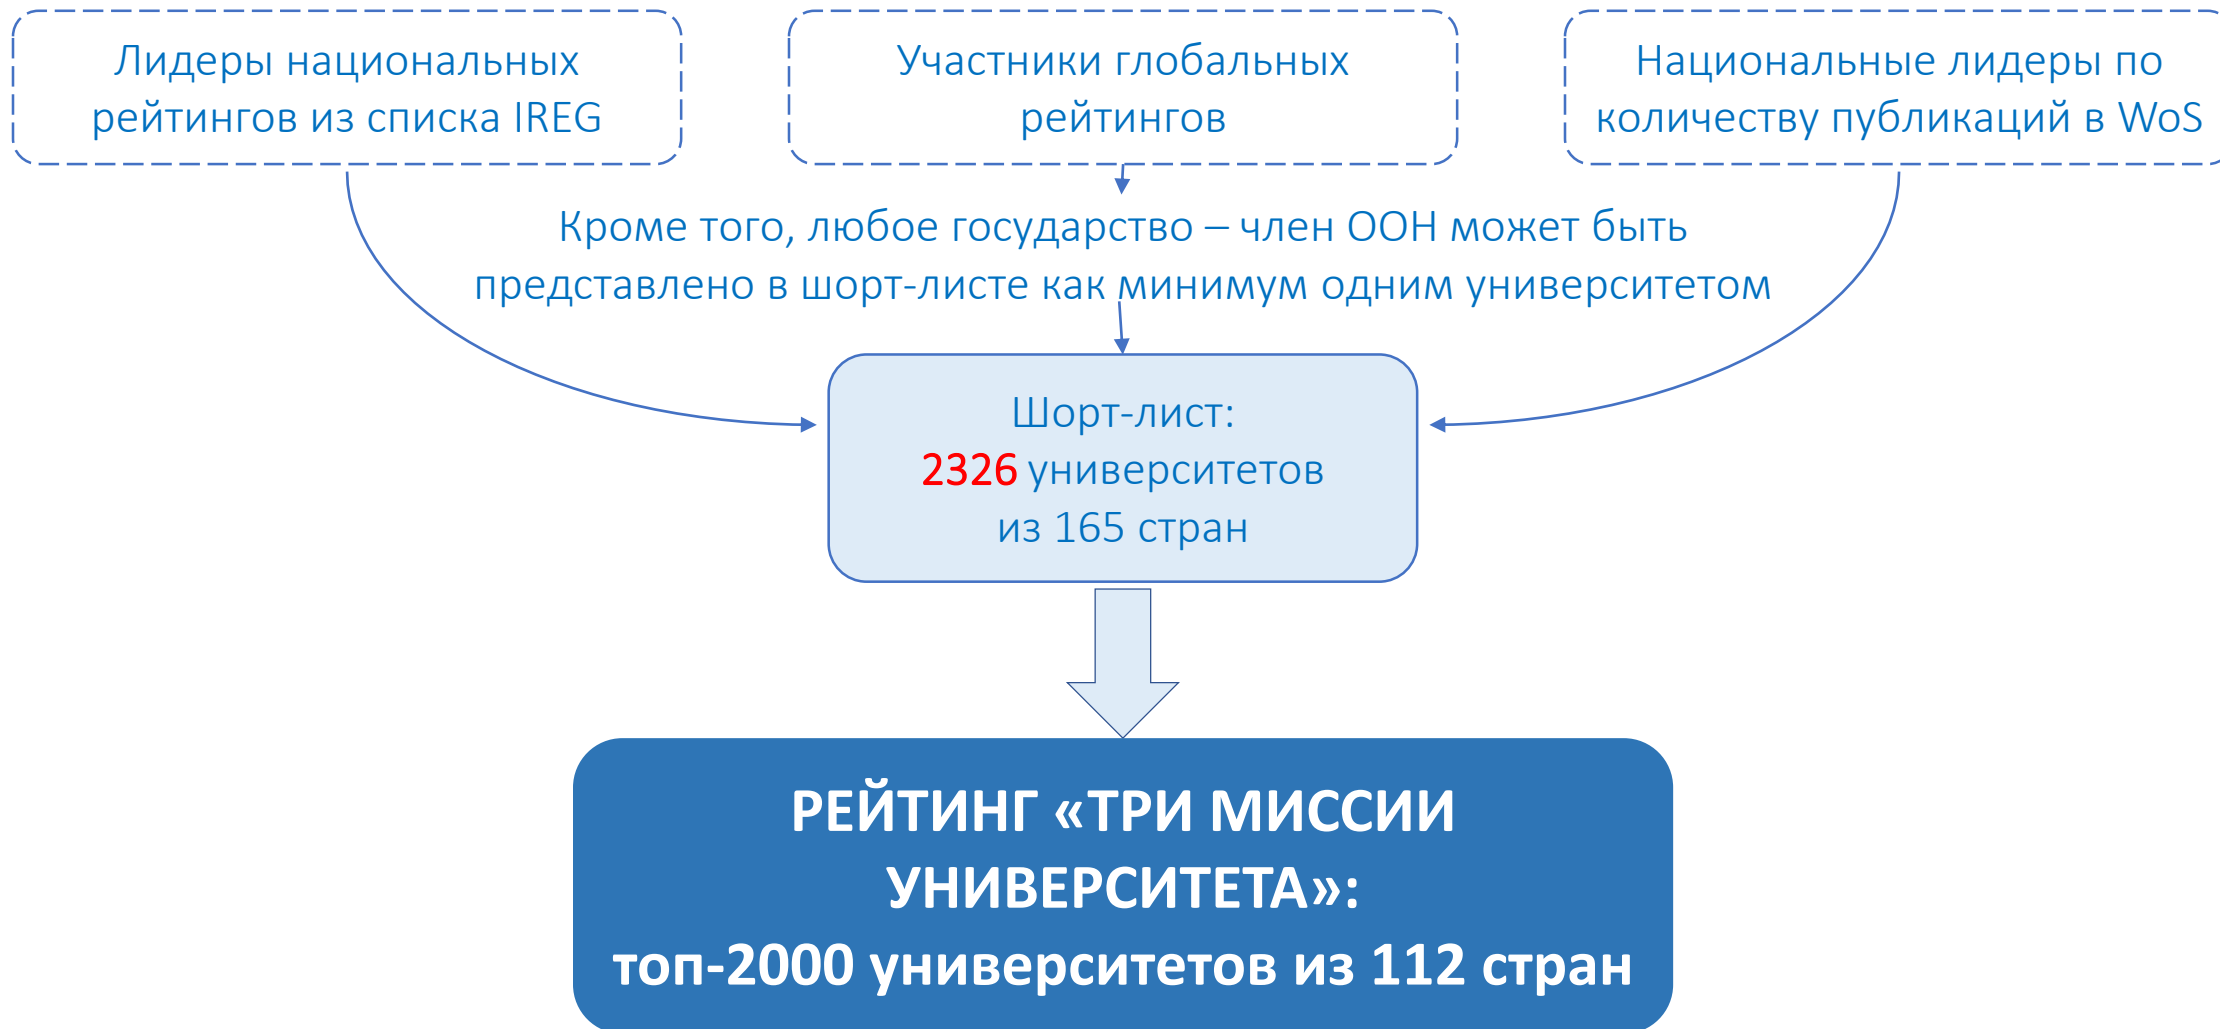 Лидеры национальных
рейтингов из списка IREG
Участники глобальных
рейтингов
Национальные лидеры по
количеству публикаций в WoS
Кроме того, любое государство – член ООН может быть
представлено в шорт-листе как минимум одним университетом
Шорт-лист:
2326 университетов
из 165 стран
РЕЙТИНГ «ТРИ МИССИИ
УНИВЕРСИТЕТА»:
топ-2000 университетов из 112 стран